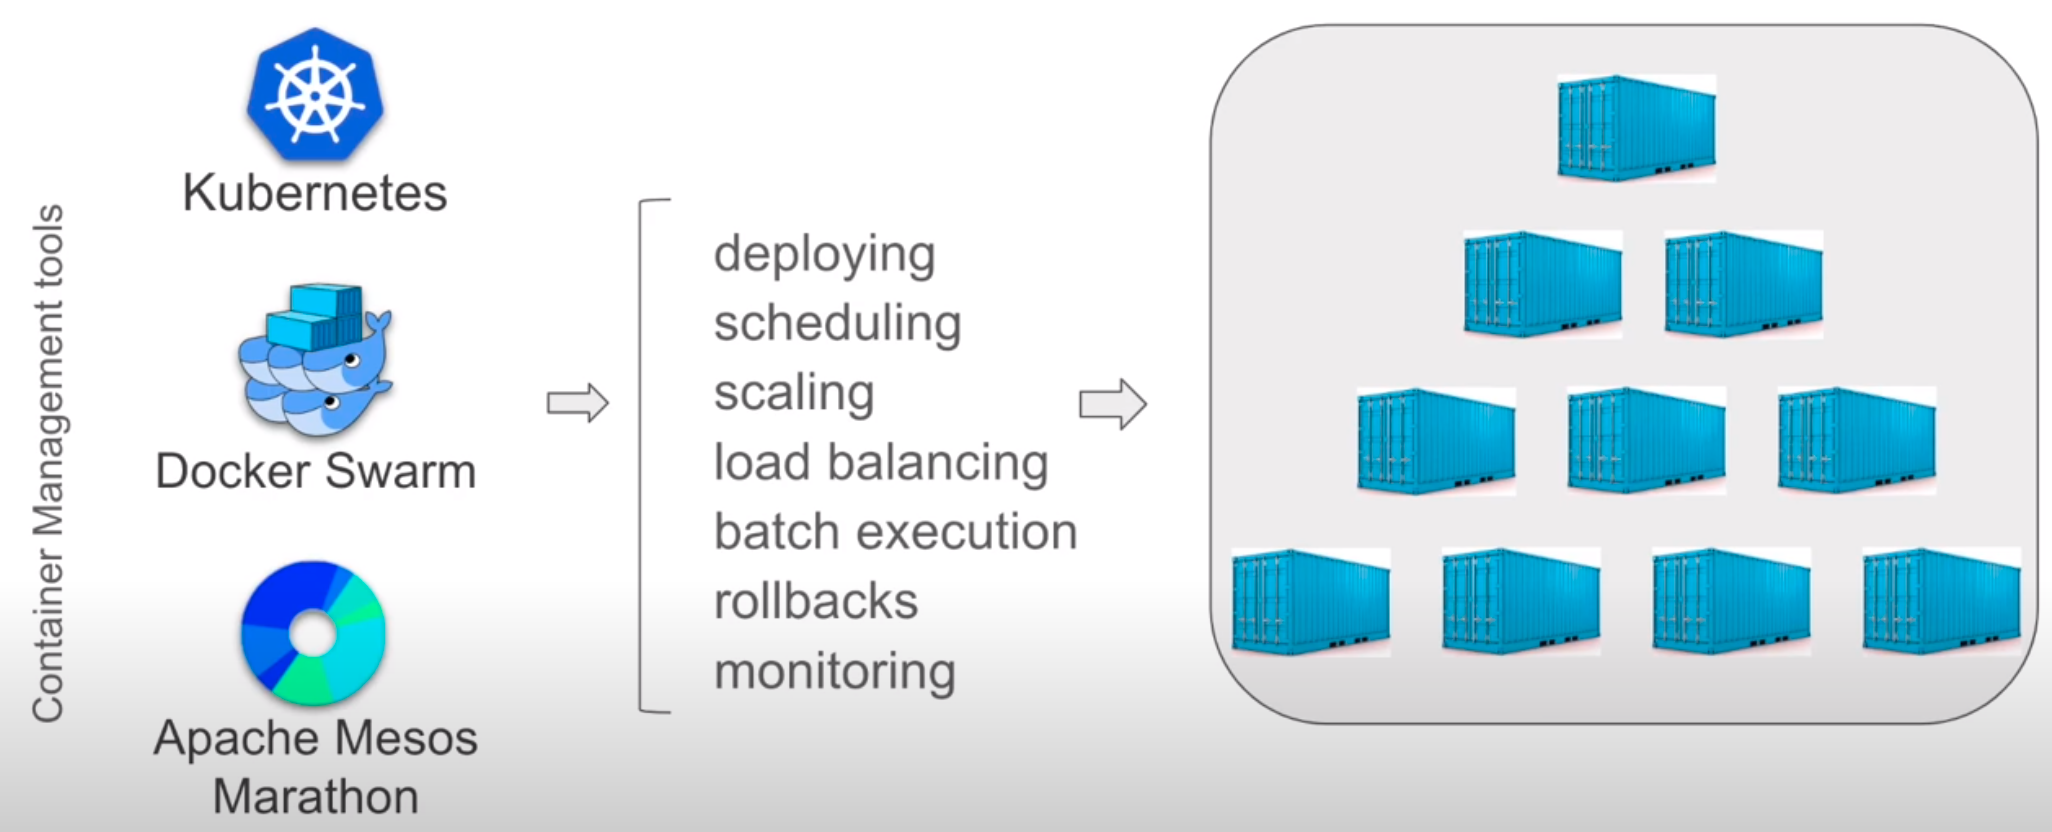 Container Management tools
Kubernetes
Docker Swarm
Apache Mesos
Marathon
deploying
scheduling
scaling
load balancing
batch execution
rollbacks
monitoring